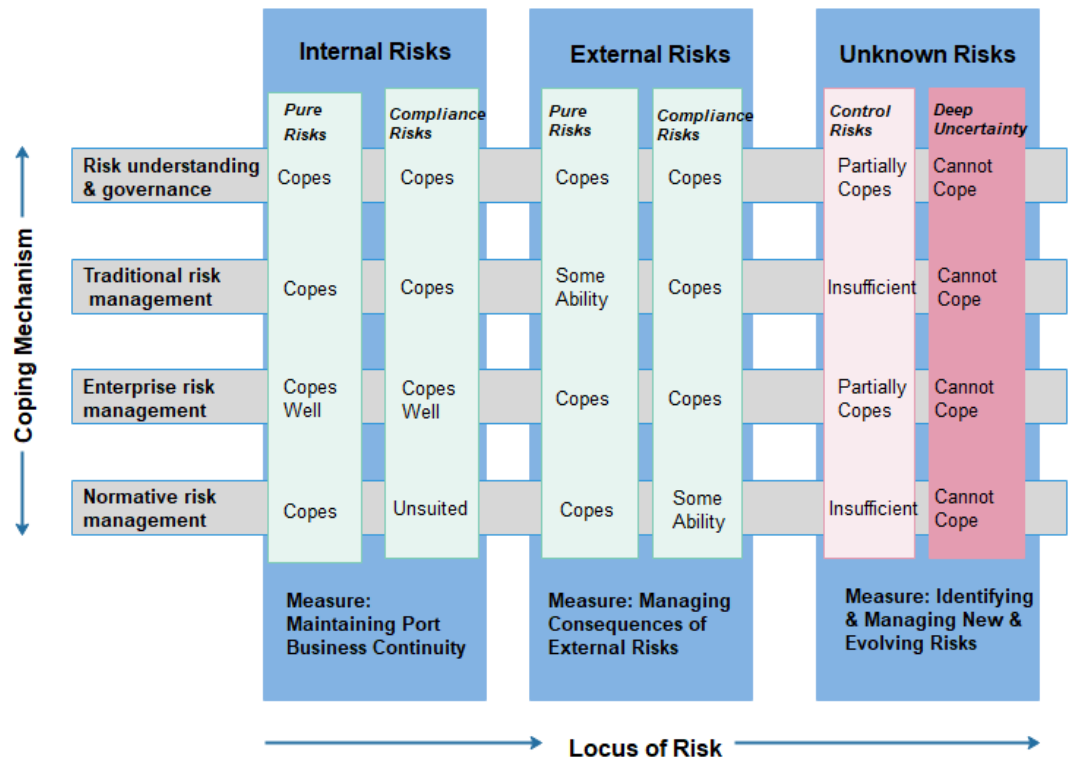 Internal Risks
External Risks
Unknown Risks
Pure
Risks
Compliance
Risks
Pure
Risks
Compliance
Risks
Control
Risks
Deep
Uncertainty
Coping Mechanism
Risk understanding
& governance
Copes
Copes
Copes
Copes
Partially
Copes
Cannot
Cope
Traditional risk
management
Copes
Copes
Some
Ability
Copes
Insufficient
Cannot
Cope
Enterprise risk
management
Copes
Well
Copes
Well
Copes
Copes
Partially
Copes
Cannot
Cope
Normative risk
management
Copes
Unsuited
Copes
Some
Ability
Insufficient
Cannot
Cope
Measure:
Maintaining Port
Business Continuity
Measure: Managing
Consequences of
External Risks
Measure: Identifying
& Managing New &
Evolving Risks
Locus of Risk